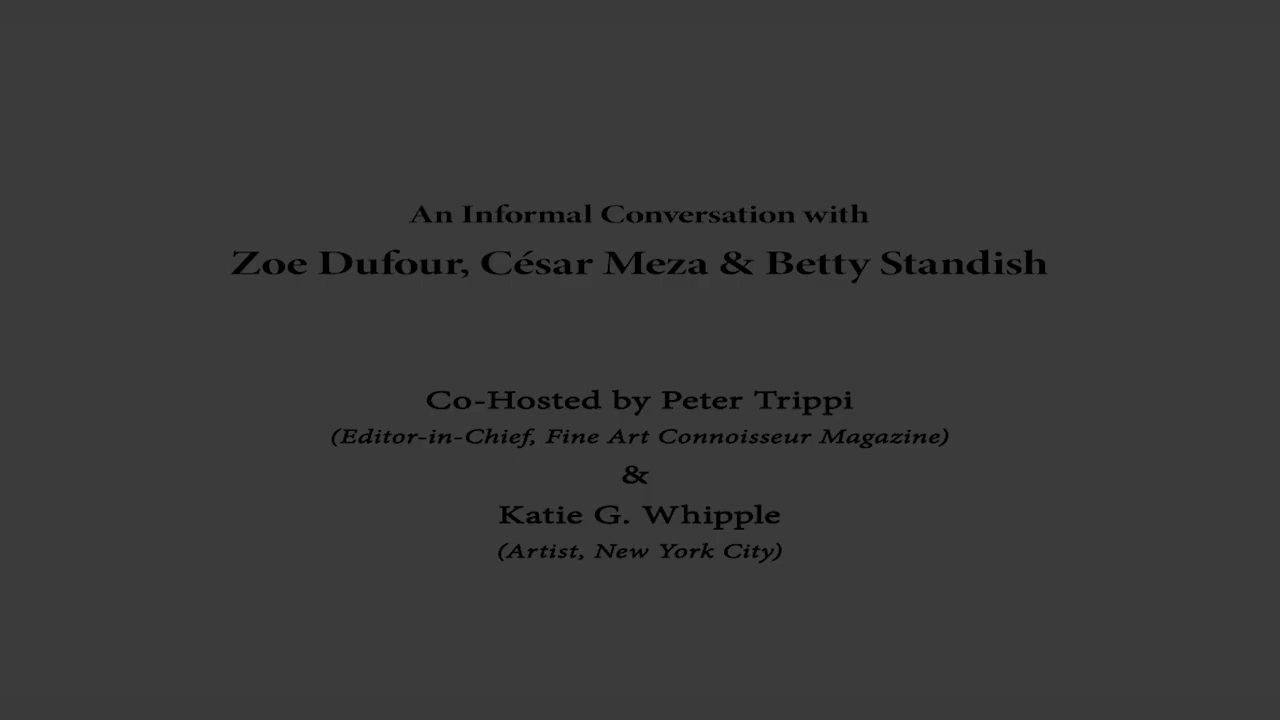 An Informal Conversation with
Zoe Dufour, César Meza & Betty Standish
Co-Hosted by Peter Trippi
(Editor-in-Chief, Fine Art Connoisseur Magazine)
&
Katie G. Whipple
(Artist, New York City)